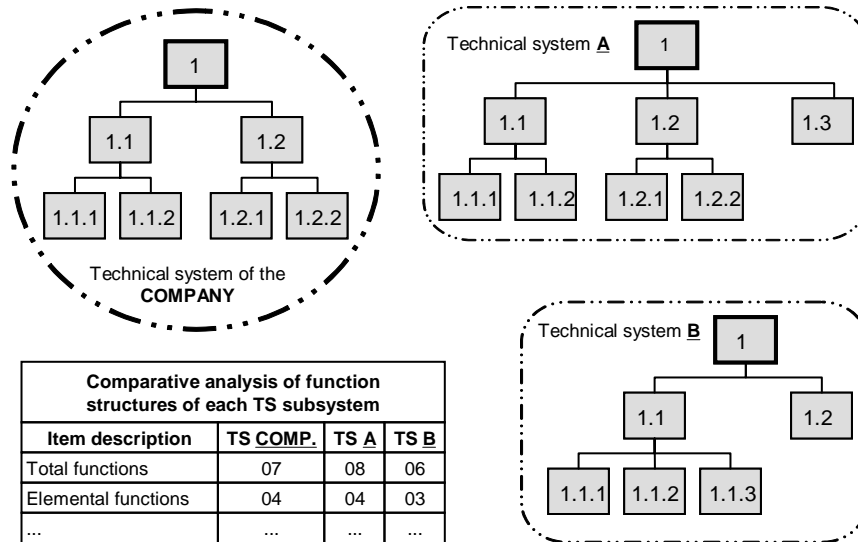 1
1.1
1.2
1.1.1
1.1.2
1.2.1
1.2.2
Technical system of the
COMPANY
Technical system A
1
1.1
1.2
1.3
1.1.1
1.1.2
1.2.1
1.2.2
Technical system B
1
1.1
1.2
1.1.1
1.1.2
1.1.3
Comparative analysis of function
structures of each TS subsystem
Item description TS COMP. TS A TS B
Total functions 07 08 06
Elemental functions 04 04 03
... ... ... ...